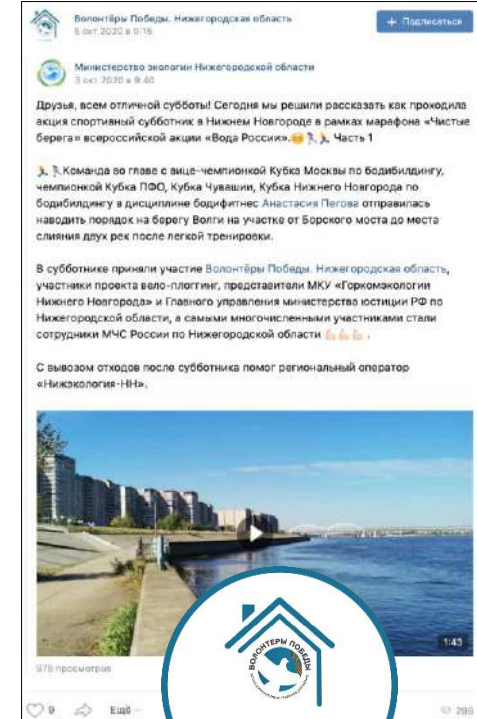 Волонтёры Победы. Нижегородская область
+ Подписаться
Министерство экологии Нижегородской области
3 окт 2020 в 9:40
Друзья, всем отличной субботы! Сегодня мы решили рассказать как проходила
акция спортивный субботник в Нижнем Новгороде в рамках марафона «Чистые
берега» всероссийской акции «Вода России».😊🏃🏃 Часть 1
🏃🏃Команда во главе с вице-чемпионкой Кубка Москвы по бодибилдингу,
чемпионкой Кубка ПФО, Кубка Чувашии, Кубка Нижнего Новгорода по
бодибилдингу в дисциплине бодифитнес Анастасия Пегова отправилась
наводить порядок на берегу Волги на участке от Борского моста до места
слияния двух рек после легкой тренировки.
В субботнике приняли участие Волонтёры Победы. Нижегородская область,
участники проекта вело-плоггинг, представители МКУ «Горкомэкологии
Нижнего Новгорода» и Главного управления министерства юстиции РФ по
Нижегородской области, а самыми многочисленными участниками стали
сотрудники МЧС России по Нижегородской области 💪💪💪.
С вывозом отходов после субботника помог региональный оператор
«Нижэкология-НН».
1:43
ВОЛОНТЕРЫ ПОБЕДЫ
978 просмотров
9
Ещё
298